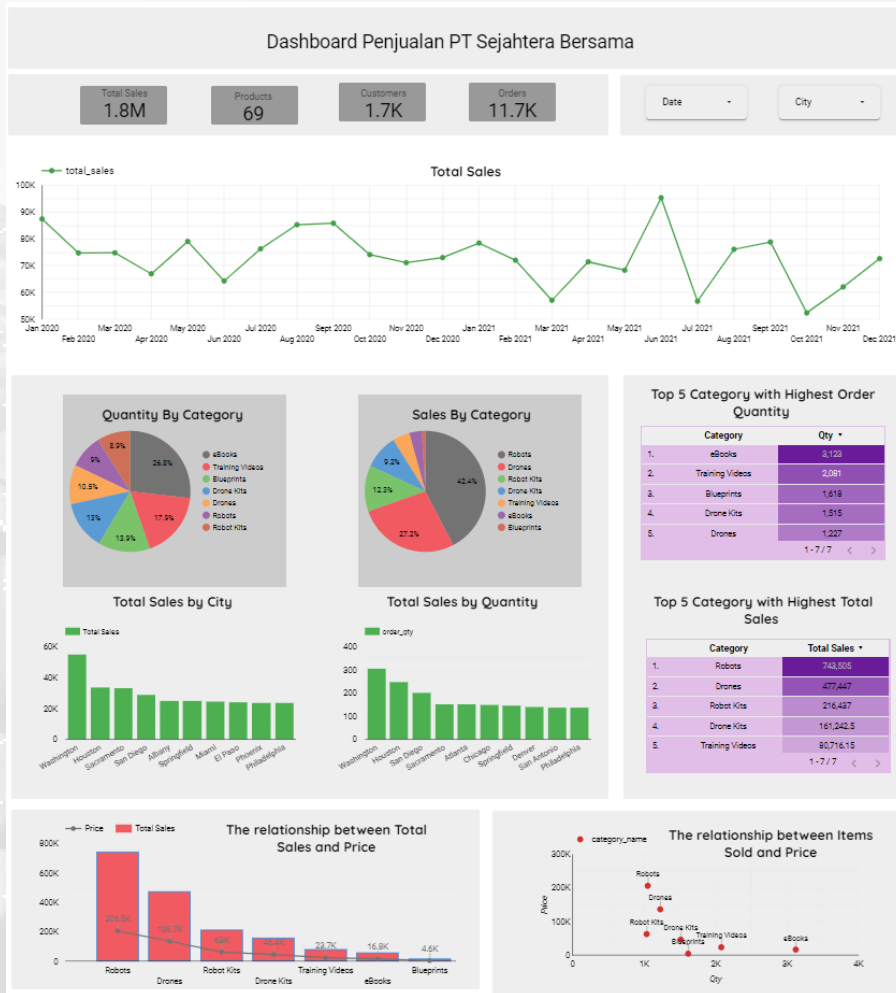 Dashboard Penjualan PT Sejahtera Bersama
Total Sales
1.8M
Products
69
Customers
1.7K
Orders
11.7K
Date
City
total_sales
Total Sales
100K
90K
80K
70K
60K
50K
Jan 2020
Feb 2020
Mar 2020
Apr 2020
May 2020
Jun 2020
Jul 2020
Aug 2020
Sept 2020
Oct 2020
Nov 2020
Dec 2020
Jan 2021
Feb 2021
Mar 2021
Apr 2021
May 2021
Jun 2021
Jul 2021
Aug 2021
Sept 2021
Oct 2021
Nov 2021
Dec 2021
Quantity By Category
26.8%
17.9%
13.9%
13%
10.5%
9%
8.9%
eBooks
Training Videos
Blueprints
Drone Kits
Drones
Robots
Robot Kits
Sales By Category
42.4%
27.2%
12.3%
9.2%
Robots
Drones
Robot Kits
Drone Kits
Training Videos
eBooks
Blueprints
Top 5 Category with Highest Order
Quantity
Category Qty
1. eBooks 3,123
2. Training Videos 2,081
3. Blueprints 1,618
4. Drone Kits 1,515
5. Drones 1,227
1 - 7 / 7
Total Sales by City
Total Sales
60K
40K
20K
0
Washington
Houston
Sacramento
San Diego
Albany
Springfield
Miami
El Paso
Phoenix
Philadelphia
Total Sales by Quantity
order_qty
400
300
200
100
0
Washington
Houston
San Diego
Sacramento
Atlanta
Chicago
Springfield
Denver
San Antonio
Philadelphia
Top 5 Category with Highest Total
Sales
Category Total Sales
1. Robots 743,505
2. Drones 477,447
3. Robot Kits 216,437
4. Drone Kits 161,242.5
5. Training Videos 80,716.15
1 - 7 / 7
Price
Total Sales
The relationship between Total
Sales and Price
800K
600K
400K
200K
0
206.5K
136.7K
63K
46.4K
23.7K
16.8K
4.6K
Robots
Drones
Robot Kits
Drone Kits
Training Videos
eBooks
Blueprints
category_name
The relationship between Items
Sold and Price
Price
300K
200K
100K
0
Robots
Drones
Robot Kits
Drone Kits
Blueprints
Training Videos
eBooks
0
1K
2K
3K
4K
Qty